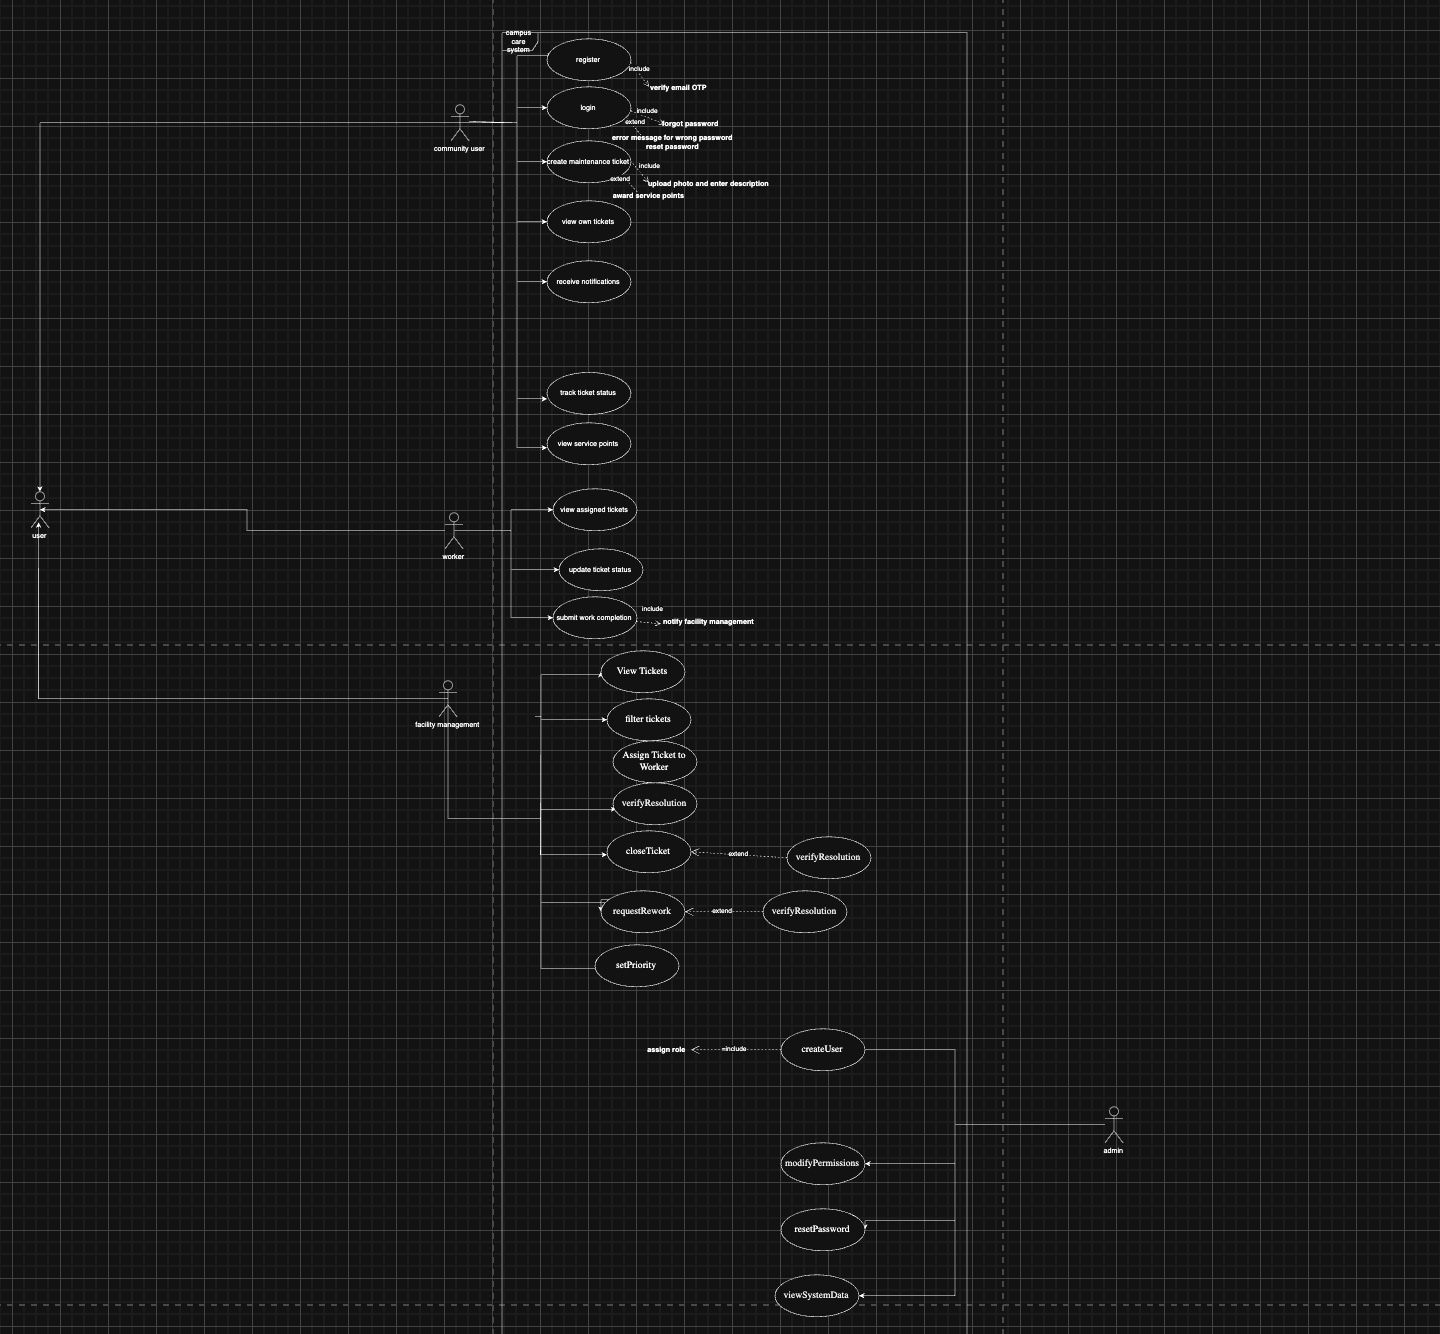 campus
care
system
register
include
verify email OTP
login
include
forgot password
extend
error message for wrong password
reset password
community user
create maintenance ticket
include
extend
upload photo and enter description
award service points
view own tickets
receive notifications
track ticket status
view service points
user
view assigned tickets
worker
update ticket status
submit work completion
include
notify facility management
View Tickets
facility management
filter tickets
Assign Ticket to
Worker
verifyResolution
closeTicket
extend
verifyResolution
requestRework
extend
verifyResolution
setPriority
assign role
=include
createUser
admin
modifyPermissions
resetPassword
viewSystemData